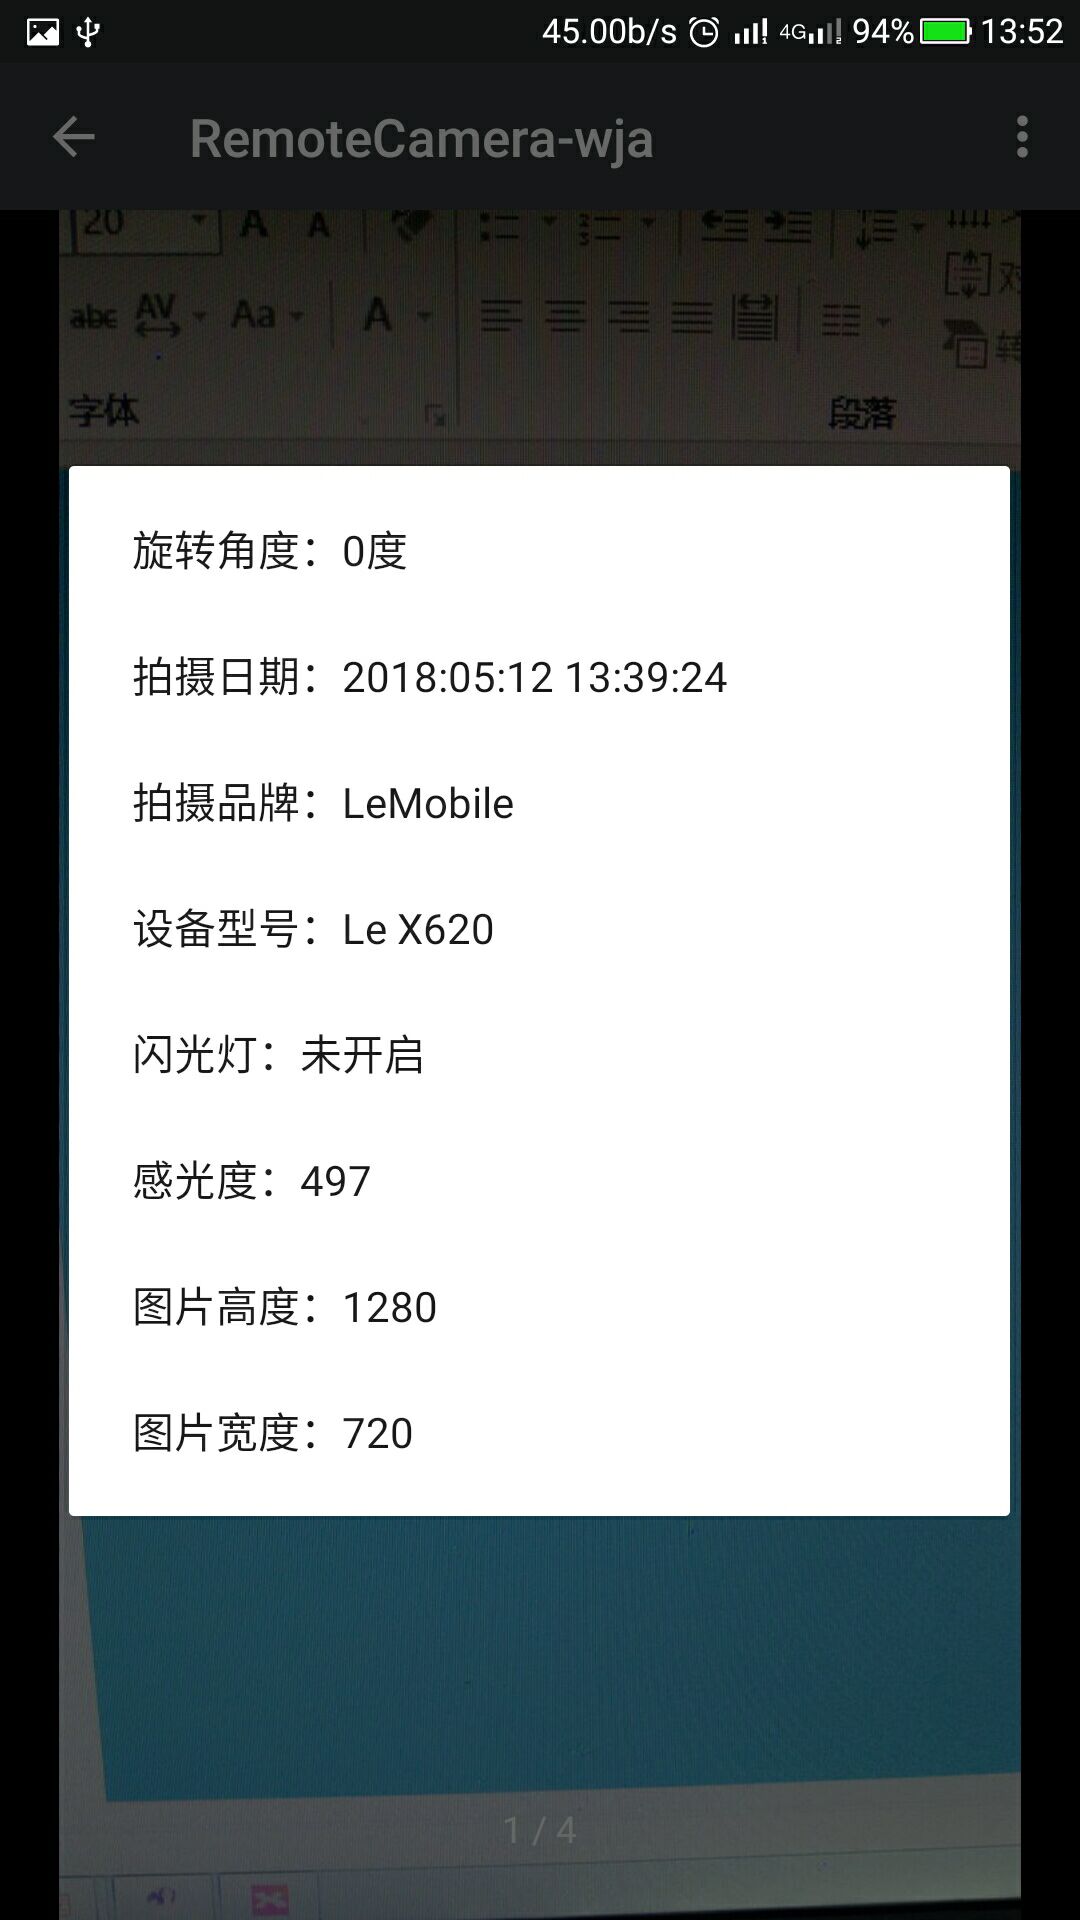 45.00b/s 4G 94% 13:52
RemoteCamera-wja
20 A A
abc AV Aa A
转
字体 段落
旋转角度：0度
拍摄日期：2018:05:12 13:39:24
拍摄品牌：LeMobile
设备型号：Le X620
闪光灯：未开启
感光度：497
图片高度：1280
图片宽度：720
1 / 4